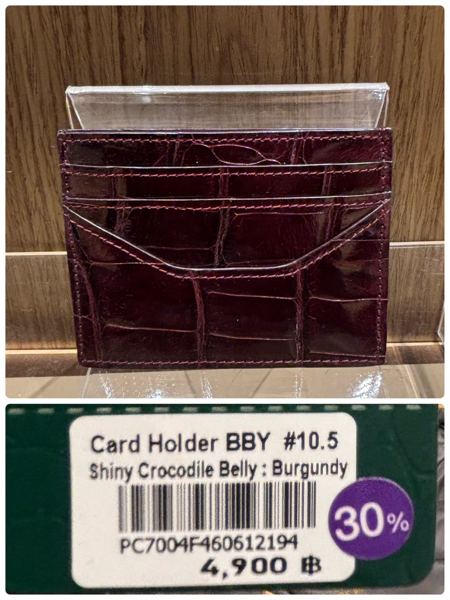 Card Holder BBY #10.5
Shiny Crocodile Belly : Burgundy
PC7004F460612194
4,900 ฿
30%